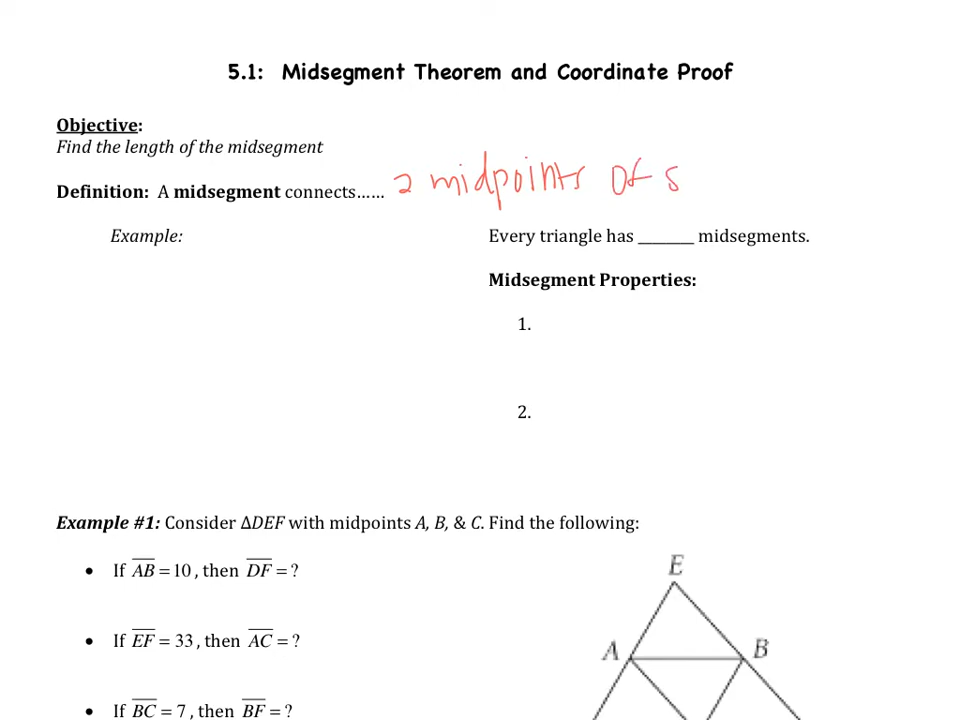 5.1: Midsegment Theorem and Coordinate Proof
Objective:
Find the length of the midsegment
Definition: A midsegment connects...... 2 midpoints of s
Example:
Every triangle has _______ midsegments.
Midsegment Properties:
1.
2.
Example #1: Consider ΔDEF with midpoints A, B, & C. Find the following:
• If AB = 10, then DF = ?
• If EF = 33, then AC = ?
• If BC = 7, then BF = ?
E
A
B